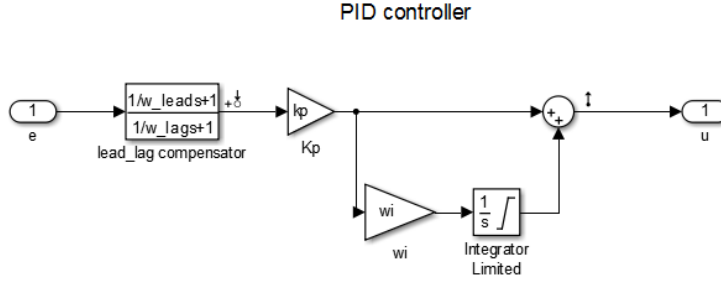 PID controller
1
e
1/w_leads+1
1/w_lags+1
lead_lag compensator
+
kp
Kp
wi
wi
1
s
Integrator
Limited
+
+
1
u